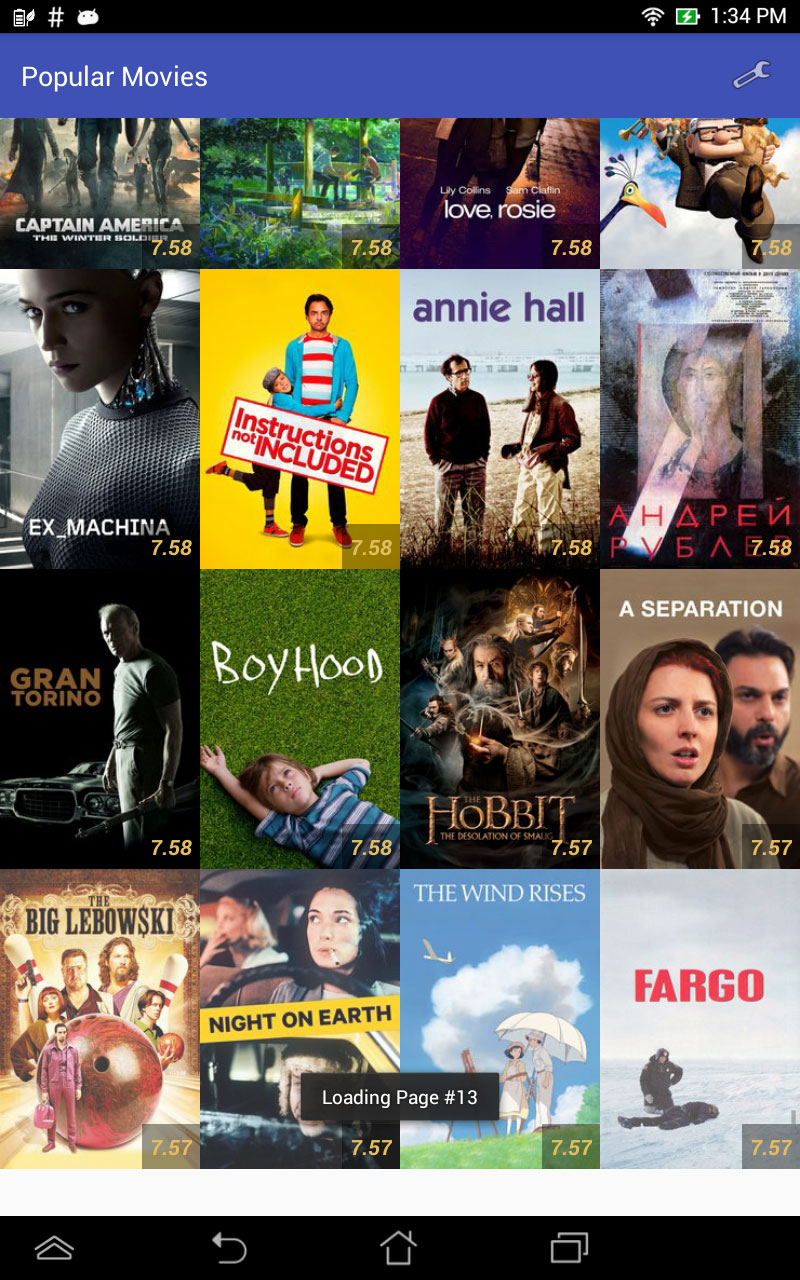 1:34 PM
Popular Movies
CAPTAIN AMERICA
THE WINTER SOLDIER
7.58
7.58
Lily Collins Sam Claflin
love, rosie
7.58
7.58
EX_MACHINA
7.58
Instructions
not INCLUDED
7.58
annie hall
7.58
АНДРЕЙ
РУБЛЕВ
7.58
GRAN
TORINO
7.58
BOYHOOD
7.58
THE
HOBBIT
THE DESOLATION OF SMAUG
7.57
A SEPARATION
7.57
THE
BIG LEBOWSKI
7.57
NIGHT ON EARTH
7.57
THE WIND RISES
7.57
FARGO
7.57
Loading Page #13